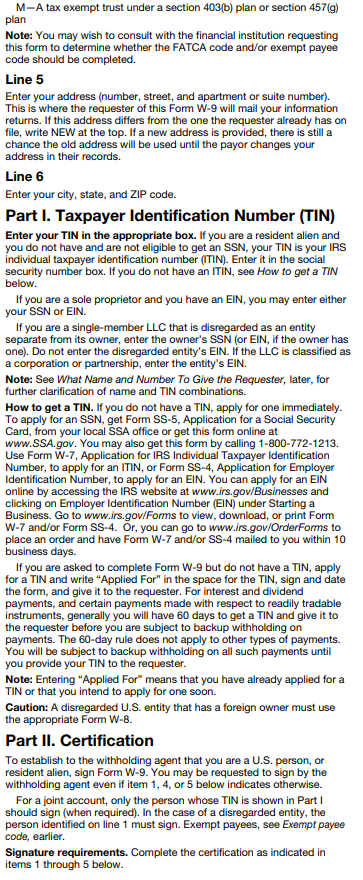 M—A tax exempt trust under a section 403(b) plan or section 457(g)
plan
Note: You may wish to consult with the financial institution requesting
this form to determine whether the FATCA code and/or exempt payee
code should be completed.
Line 5
Enter your address (number, street, and apartment or suite number).
This is where the requester of this Form W-9 will mail your information
returns. If this address differs from the one the requester already has on
file, write NEW at the top. If a new address is provided, there is still a
chance the old address will be used until the payor changes your
address in their records.
Line 6
Enter your city, state, and ZIP code.
Part I. Taxpayer Identification Number (TIN)
Enter your TIN in the appropriate box. If you are a resident alien and
you do not have and are not eligible to get an SSN, your TIN is your IRS
individual taxpayer identification number (ITIN). Enter it in the social
security number box. If you do not have an ITIN, see How to get a TIN
below.
If you are a sole proprietor and you have an EIN, you may enter either
your SSN or EIN.
If you are a single-member LLC that is disregarded as an entity
separate from its owner, enter the owner's SSN (or EIN, if the owner has
one). Do not enter the disregarded entity's EIN. If the LLC is classified as
a corporation or partnership, enter the entity's EIN.
Note: See What Name and Number To Give the Requester, later, for
further clarification of name and TIN combinations.
How to get a TIN. If you do not have a TIN, apply for one immediately.
To apply for an SSN, get Form SS-5, Application for a Social Security
Card, from your local SSA office or get this form online at
www.SSA.gov. You may also get this form by calling 1-800-772-1213.
Use Form W-7, Application for IRS Individual Taxpayer Identification
Number, to apply for an ITIN, or Form SS-4, Application for Employer
Identification Number, to apply for an EIN. You can apply for an EIN
online by accessing the IRS website at www.irs.gov/Businesses and
clicking on Employer Identification Number (EIN) under Starting a
Business. Go to www.irs.gov/Forms to view, download, or print Form
W-7 and/or Form SS-4. Or, you can go to www.irs.gov/OrderForms to
place an order and have Form W-7 and/or SS-4 mailed to you within 10
business days.
If you are asked to complete Form W-9 but do not have a TIN, apply
for a TIN and write “Applied For” in the space for the TIN, sign and date
the form, and give it to the requester. For interest and dividend
payments, and certain payments made with respect to readily tradable
instruments, generally you will have 60 days to get a TIN and give it to
the requester before you are subject to backup withholding on
payments. The 60-day rule does not apply to other types of payments.
You will be subject to backup withholding on all such payments until
you provide your TIN to the requester.
Note: Entering “Applied For” means that you have already applied for a
TIN or that you intend to apply for one soon.
Caution: A disregarded U.S. entity that has a foreign owner must use
the appropriate Form W-8.
Part II. Certification
To establish to the withholding agent that you are a U.S. person, or
resident alien, sign Form W-9. You may be requested to sign by the
withholding agent even if item 1, 4, or 5 below indicates otherwise.
For a joint account, only the person whose TIN is shown in Part I
should sign (when required). In the case of a disregarded entity, the
person identified on line 1 must sign. Exempt payees, see Exempt payee
code, earlier.
Signature requirements. Complete the certification as indicated in
items 1 through 5 below.